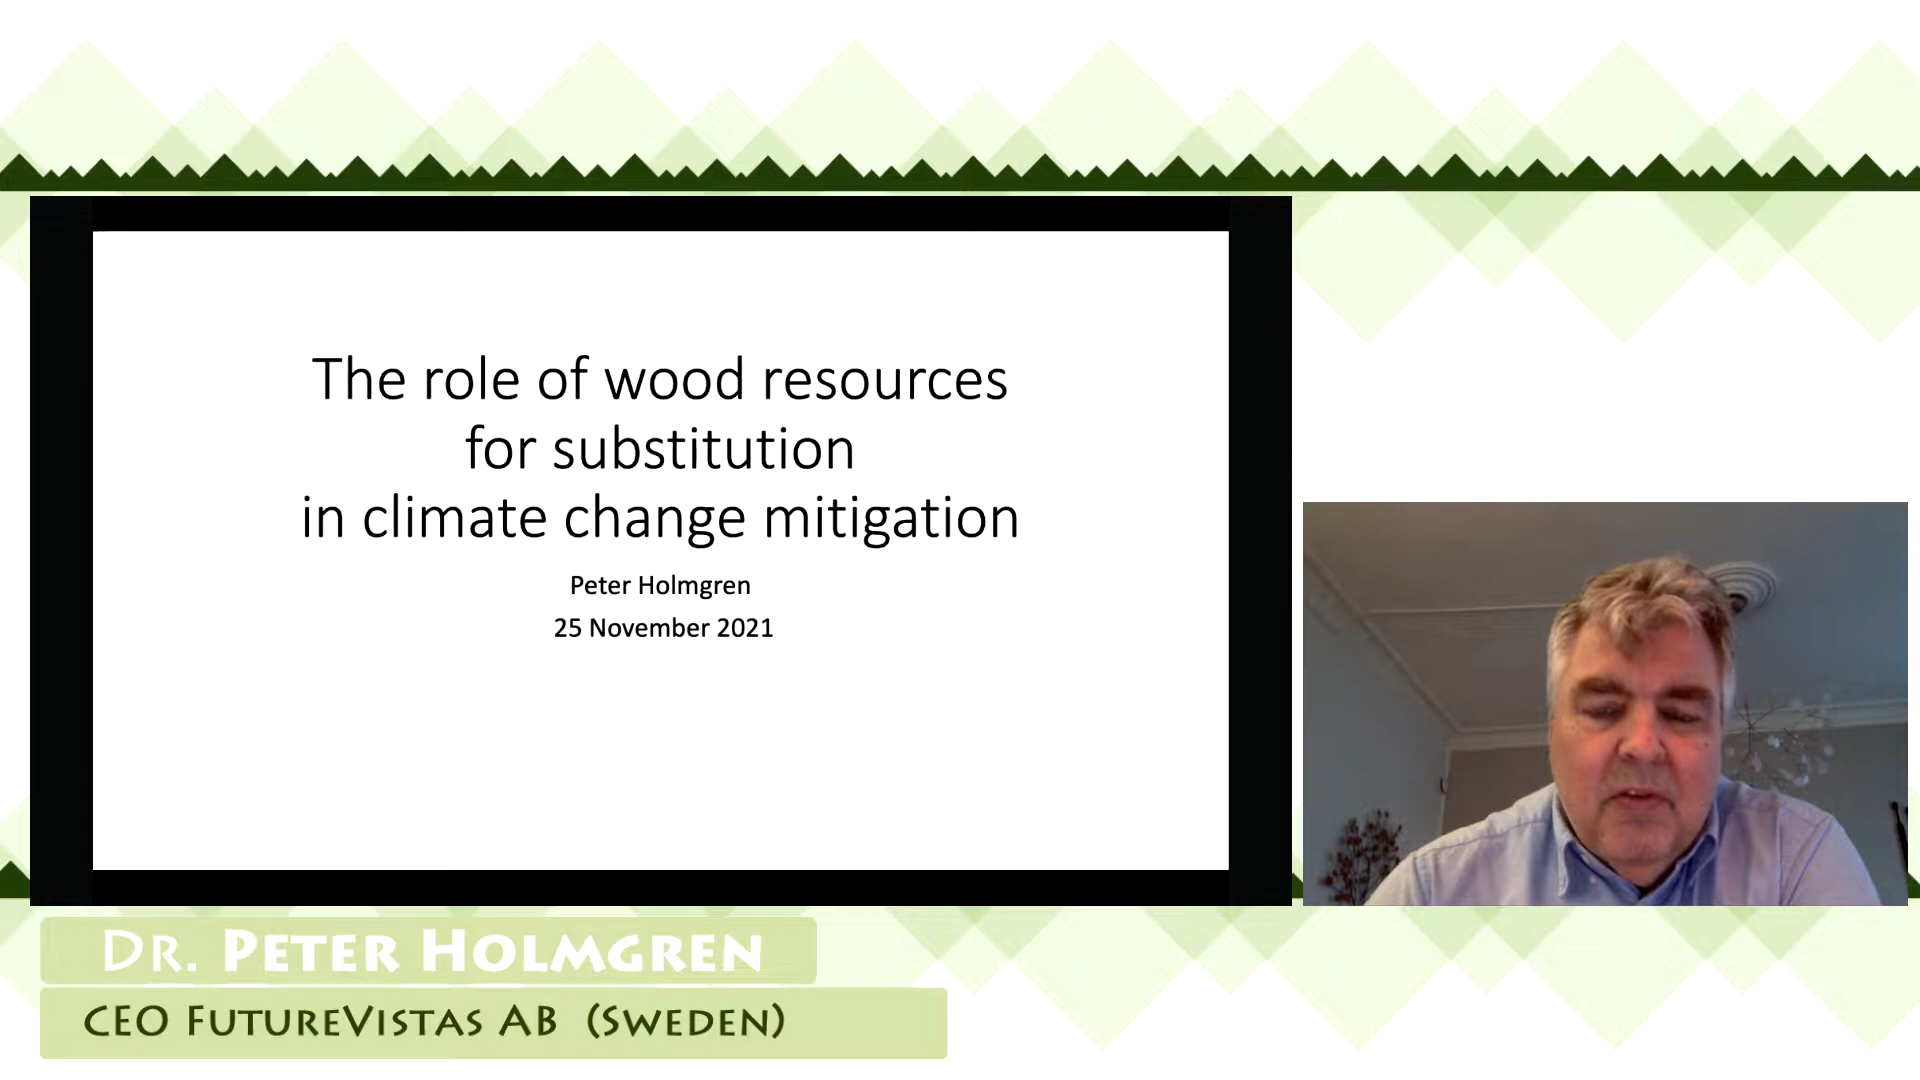 The role of wood resources
for substitution
in climate change mitigation
Peter Holmgren
25 November 2021
Dr. Peter Holmgren
CEO FutureVistas AB (Sweden)